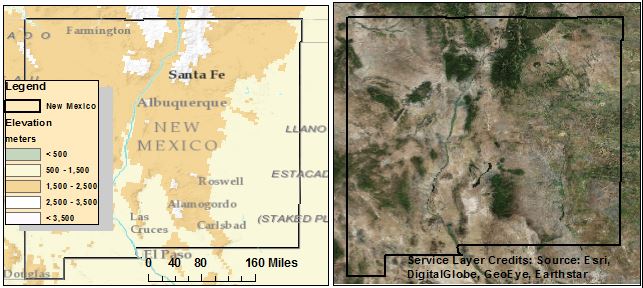 ADO
Farmington
Santa Fe
Legend
New Mexico
Albuquerque
Elevation
meters
NEW
MEXICO
LLANO
< 500
500 - 1,500
1,500 - 2,500
2,500 - 3,500
< 3,500
ESTACAD
Roswell
Alamogordo
(STAKED PL
Las
Cruces
Carlsbad
El Paso
Douglas
0 40 80 160 Miles
Service Layer Credits: Source: Esri,
DigitalGlobe, GeoEye, Earthstar